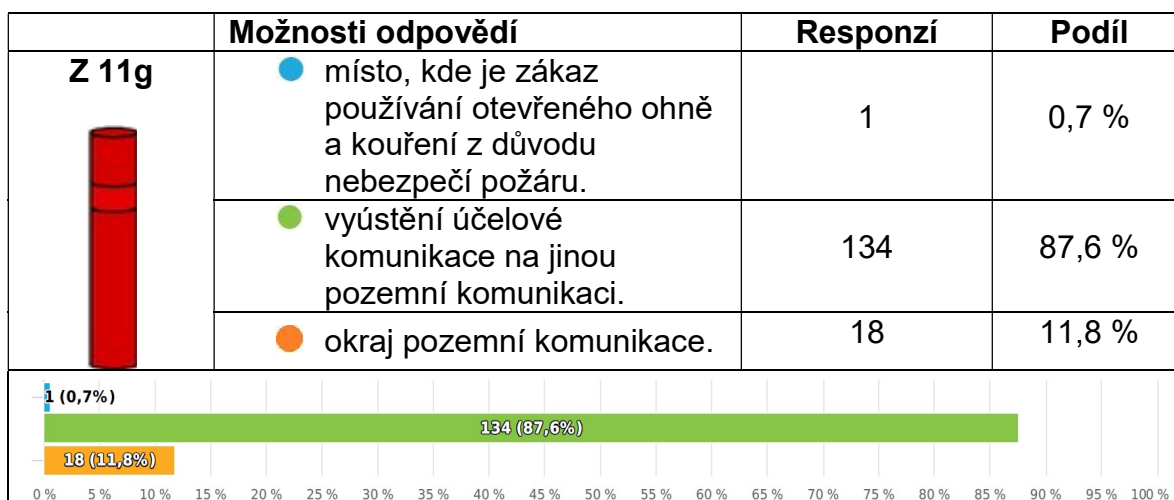 Možnosti odpovědí Responzí Podíl
Z 11g
místo, kde je zákaz
používání otevřeného ohně
a kouření z důvodu
nebezpečí požáru.
1 0,7 %
vyústění účelové
komunikace na jinou
pozemní komunikaci.
134 87,6 %
okraj pozemní komunikace. 18 11,8 %
1 (0,7%)
134 (87,6%)
18 (11,8%)
0 % 5 % 10 % 15 % 20 % 25 % 30 % 35 % 40 % 45 % 50 % 55 % 60 % 65 % 70 % 75 % 80 % 85 % 90 % 95 % 100 %